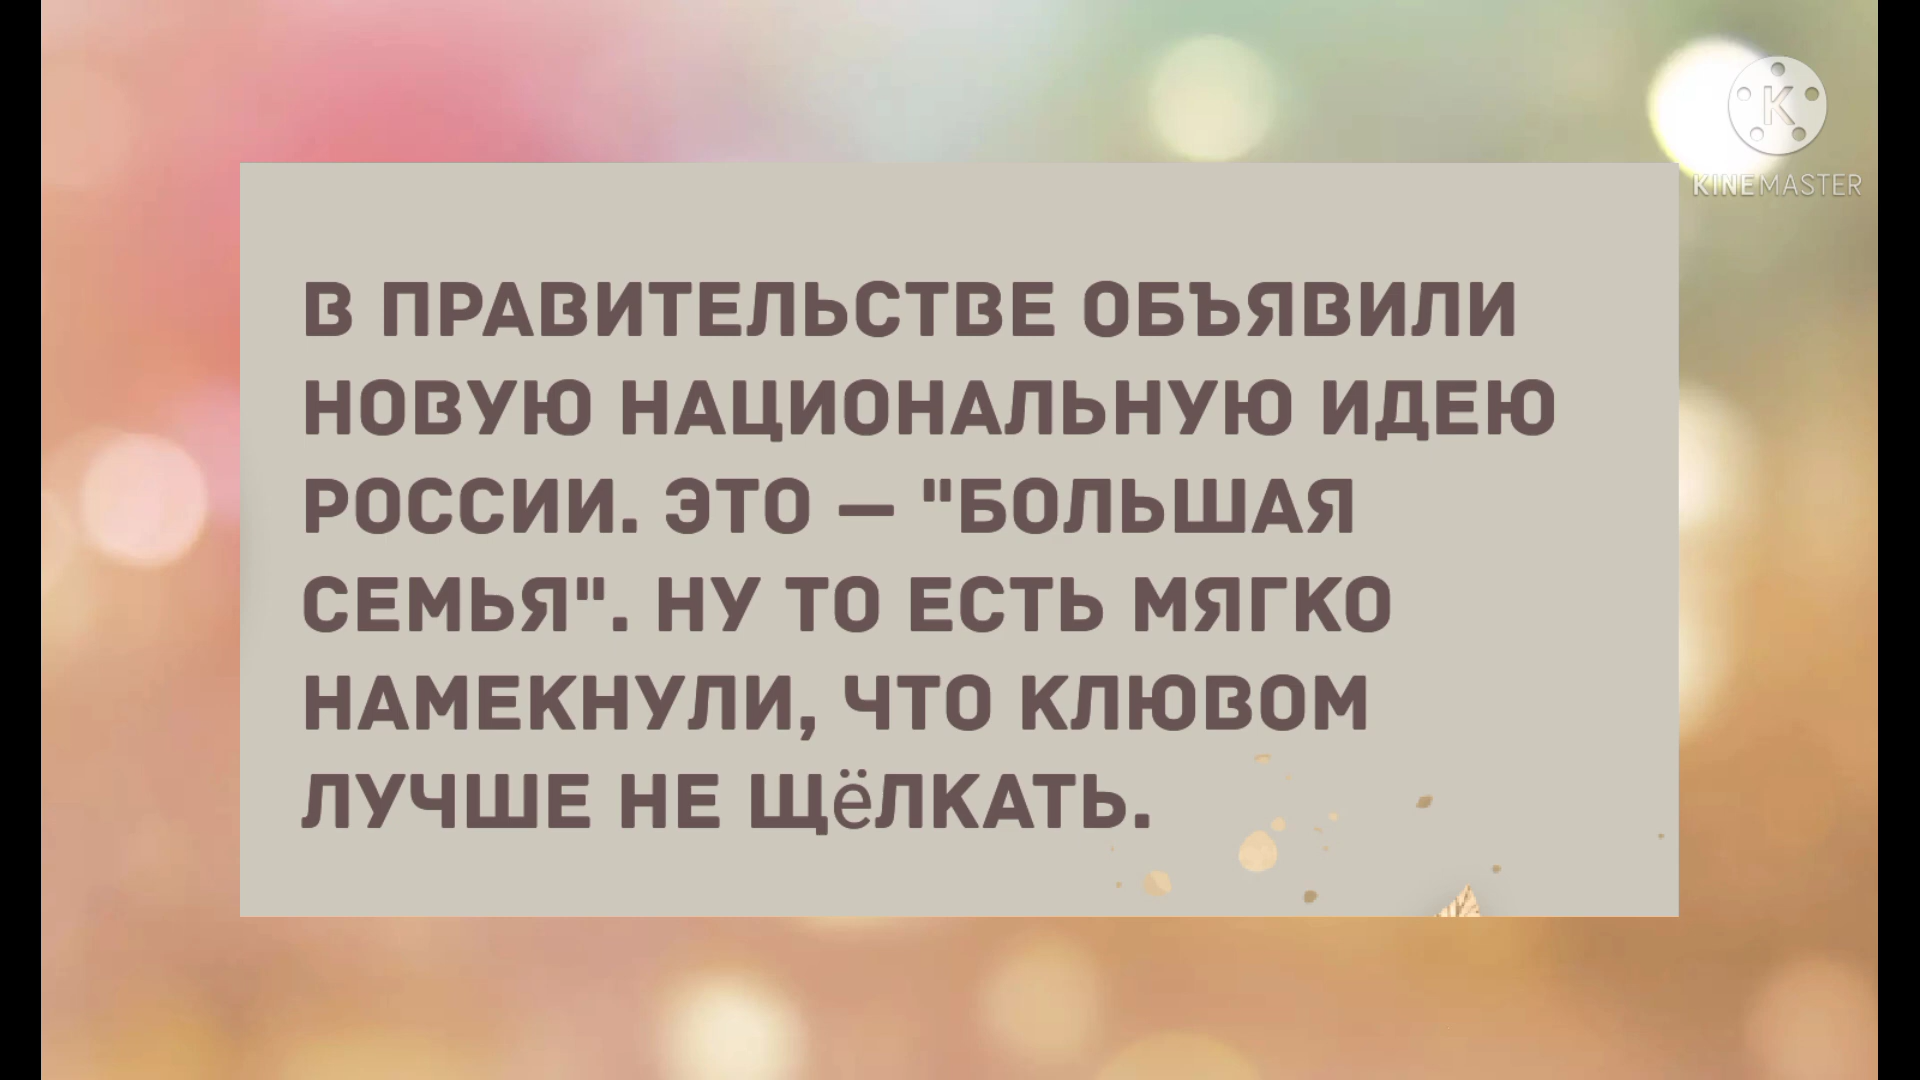 В ПРАВИТЕЛЬСТВЕ ОБЪЯВИЛИ
НОВУЮ НАЦИОНАЛЬНУЮ ИДЕЮ
РОССИИ. ЭТО — "БОЛЬШАЯ
СЕМЬЯ". НУ ТО ЕСТЬ МЯГКО
НАМЕКНУЛИ, ЧТО КЛЮВОМ
ЛУЧШЕ НЕ ЩёЛКАТЬ.
K
KINEMASTER